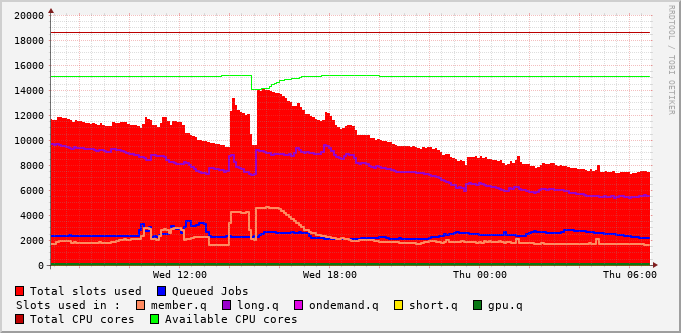 20000
18000
16000
14000
12000
10000
8000
6000
4000
2000
0
Wed 12:00 Wed 18:00 Thu 00:00 Thu 06:00
Total slots used Queued Jobs
Slots used in : member.q long.q ondemand.q short.q gpu.q
Total CPU cores Available CPU cores
RRDTOOL / TOBI OETIKER